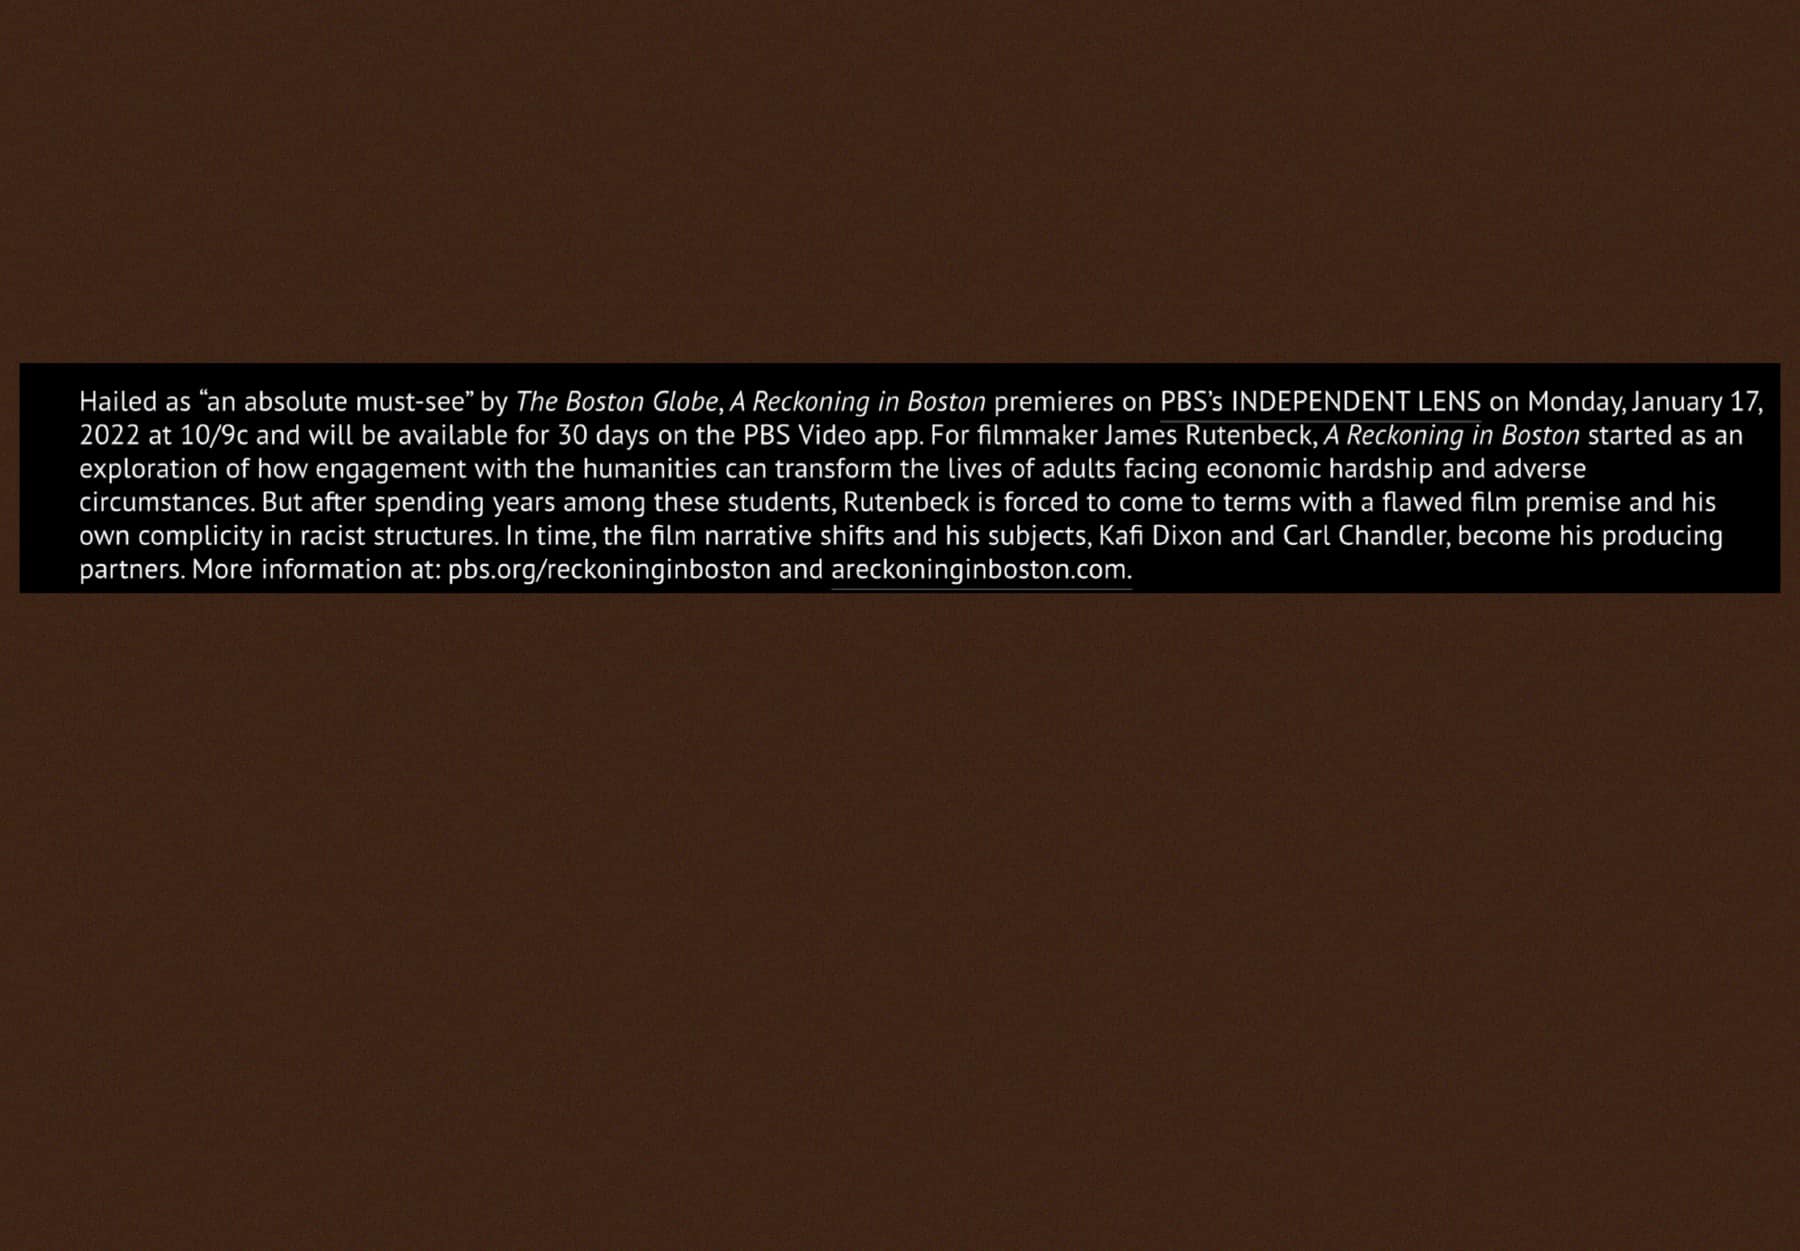 Hailed as “an absolute must-see” by The Boston Globe, A Reckoning in Boston premieres on PBS’s INDEPENDENT LENS on Monday, January 17,
2022 at 10/9c and will be available for 30 days on the PBS Video app. For filmmaker James Rutenbeck, A Reckoning in Boston started as an
exploration of how engagement with the humanities can transform the lives of adults facing economic hardship and adverse
circumstances. But after spending years among these students, Rutenbeck is forced to come to terms with a flawed film premise and his
own complicity in racist structures. In time, the film narrative shifts and his subjects, Kafi Dixon and Carl Chandler, become his producing
partners. More information at: pbs.org/reckoninginboston and areckoninginboston.com.